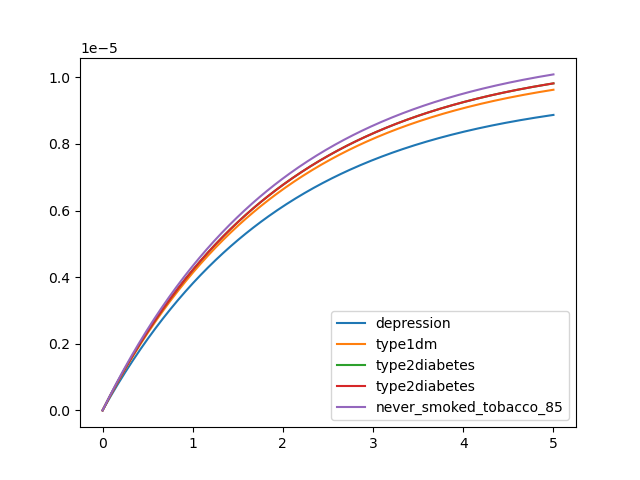 1e−5
1.0
0.8
0.6
0.4
0.2
0.0
0 1 2 3 4 5
depression
type1dm
type2diabetes
type2diabetes
never_smoked_tobacco_85